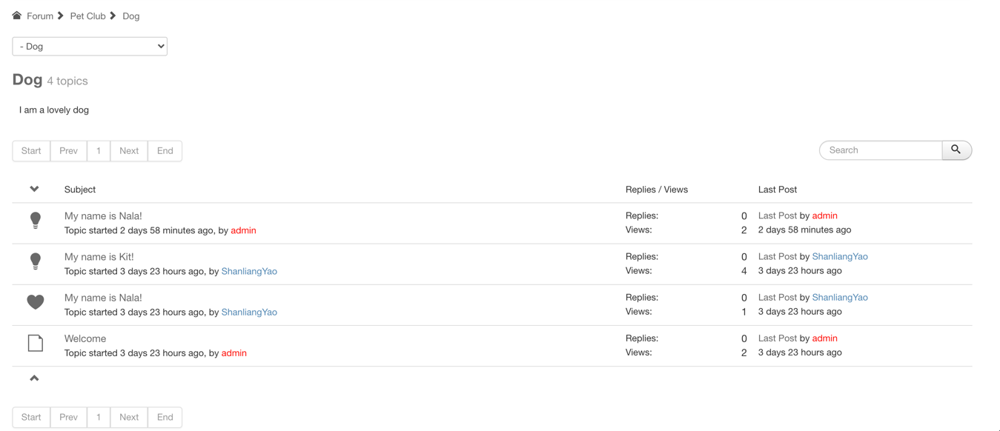 Forum Pet Club Dog
- Dog
Dog 4 topics
I am a lovely dog
Start Prev 1 Next End
Search
Subject Replies / Views Last Post
My name is Nala! Replies: 0 Last Post by admin
Topic started 2 days 58 minutes ago, by admin Views: 2 2 days 58 minutes ago
My name is Kit! Replies: 0 Last Post by ShanliangYao
Topic started 3 days 23 hours ago, by ShanliangYao Views: 4 3 days 23 hours ago
My name is Nala! Replies: 0 Last Post by ShanliangYao
Topic started 3 days 23 hours ago, by ShanliangYao Views: 1 3 days 23 hours ago
Welcome Replies: 0 Last Post by admin
Topic started 3 days 23 hours ago, by admin Views: 2 3 days 23 hours ago
Start Prev 1 Next End